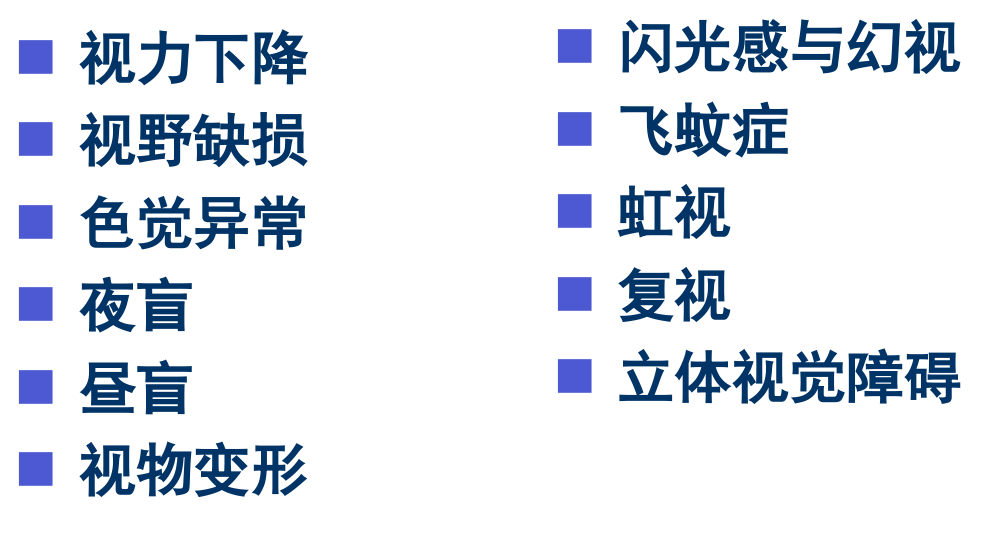 视力下降
视野缺损
色觉异常
夜盲
昼盲
视物变形
闪光感与幻视
飞蚊症
虹视
复视
立体视觉障碍